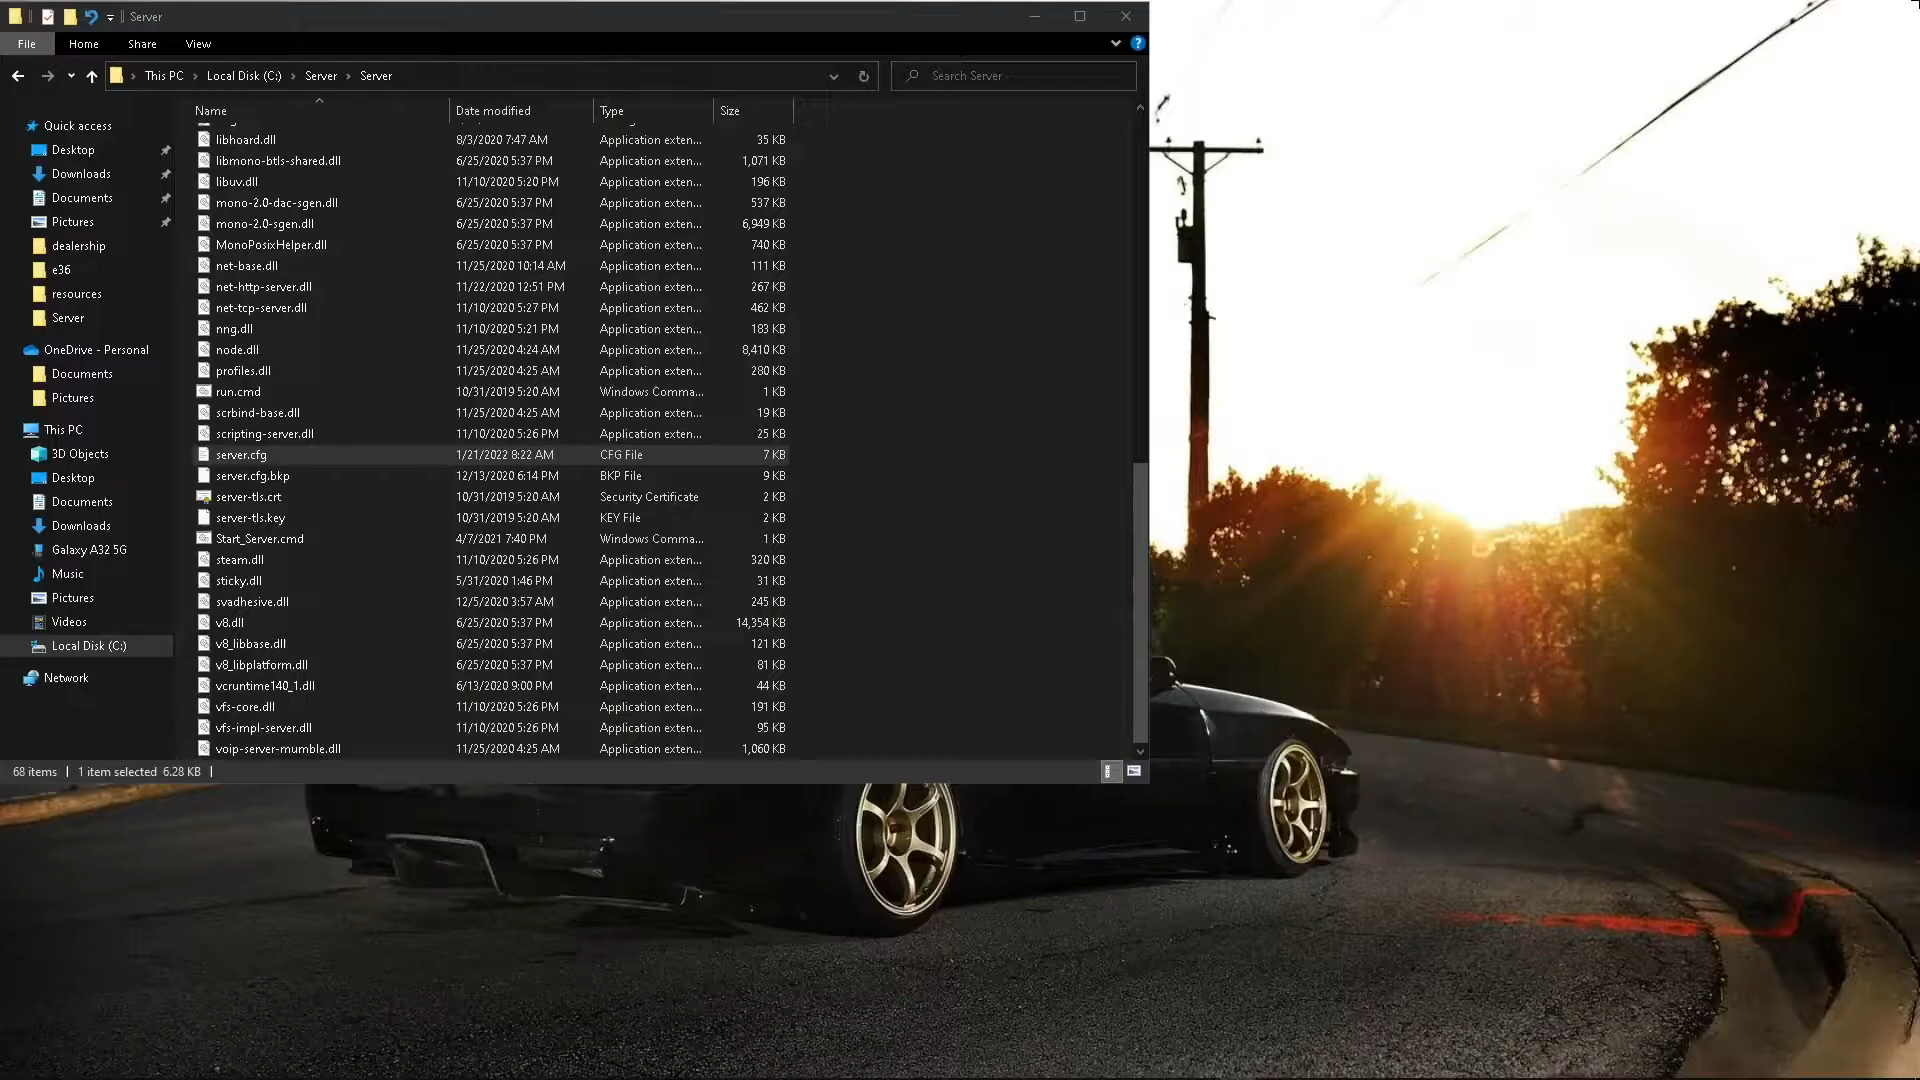 Server
File Home Share View
This PC Local Disk (C:) Server Server
Search Server
Name Date modified Type Size
Quick access
Desktop
Downloads
Documents
Pictures
dealership
e36
resources
Server
OneDrive - Personal
Documents
Pictures
This PC
3D Objects
Desktop
Documents
Downloads
Galaxy A32 5G
Music
Pictures
Videos
Local Disk (C:)
Network
libhoard.dll 8/3/2020 7:47 AM Application exten... 35 KB
libmono-btls-shared.dll 6/25/2020 5:37 PM Application exten... 1,071 KB
libuv.dll 11/10/2020 5:20 PM Application exten... 196 KB
mono-2.0-dac-sgen.dll 6/25/2020 5:37 PM Application exten... 537 KB
mono-2.0-sgen.dll 6/25/2020 5:37 PM Application exten... 6,949 KB
MonoPosixHelper.dll 6/25/2020 5:37 PM Application exten... 740 KB
net-base.dll 11/25/2020 10:14 AM Application exten... 111 KB
net-http-server.dll 11/22/2020 12:51 PM Application exten... 267 KB
net-tcp-server.dll 11/10/2020 5:27 PM Application exten... 462 KB
nng.dll 11/10/2020 5:21 PM Application exten... 183 KB
node.dll 11/25/2020 4:24 AM Application exten... 8,410 KB
profiles.dll 11/25/2020 4:25 AM Application exten... 280 KB
run.cmd 10/31/2019 5:20 AM Windows Comma... 1 KB
scrbind-base.dll 11/25/2020 4:25 AM Application exten... 19 KB
scripting-server.dll 11/10/2020 5:26 PM Application exten... 25 KB
server.cfg 1/21/2022 8:22 AM CFG File 7 KB
server.cfg.bkp 12/13/2020 6:14 PM BKP File 9 KB
server-tls.crt 10/31/2019 5:20 AM Security Certificate 2 KB
server-tls.key 10/31/2019 5:20 AM KEY File 2 KB
Start_Server.cmd 4/7/2021 7:40 PM Windows Comma... 1 KB
steam.dll 11/10/2020 5:26 PM Application exten... 320 KB
sticky.dll 5/31/2020 1:46 PM Application exten... 31 KB
svadhesive.dll 12/5/2020 3:57 AM Application exten... 245 KB
v8.dll 6/25/2020 5:37 PM Application exten... 14,354 KB
v8_libbase.dll 6/25/2020 5:37 PM Application exten... 121 KB
v8_libplatform.dll 6/25/2020 5:37 PM Application exten... 81 KB
vcruntime140_1.dll 6/13/2020 9:00 PM Application exten... 44 KB
vfs-core.dll 11/10/2020 5:26 PM Application exten... 191 KB
vfs-impl-server.dll 11/10/2020 5:26 PM Application exten... 95 KB
voip-server-mumble.dll 11/25/2020 4:25 AM Application exten... 1,060 KB
68 items 1 item selected 6.28 KB